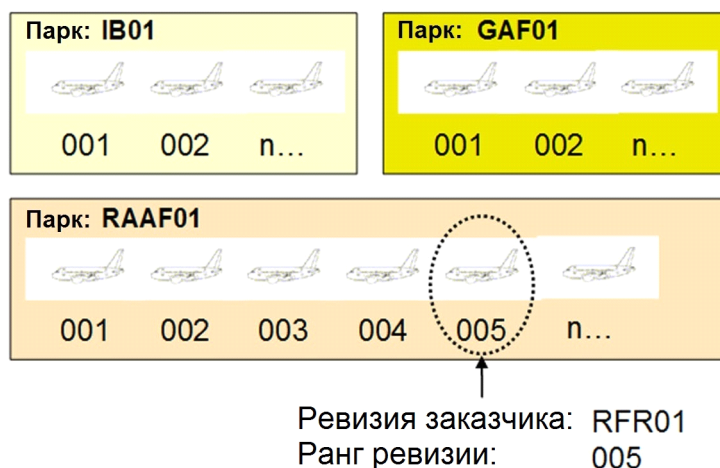 Парк: IB01
001 002 n...
Парк: GAF01
001 002 n...
Парк: RAAF01
001 002 003 004 005 n...
Ревизия заказчика: RFR01
Ранг ревизии: 005